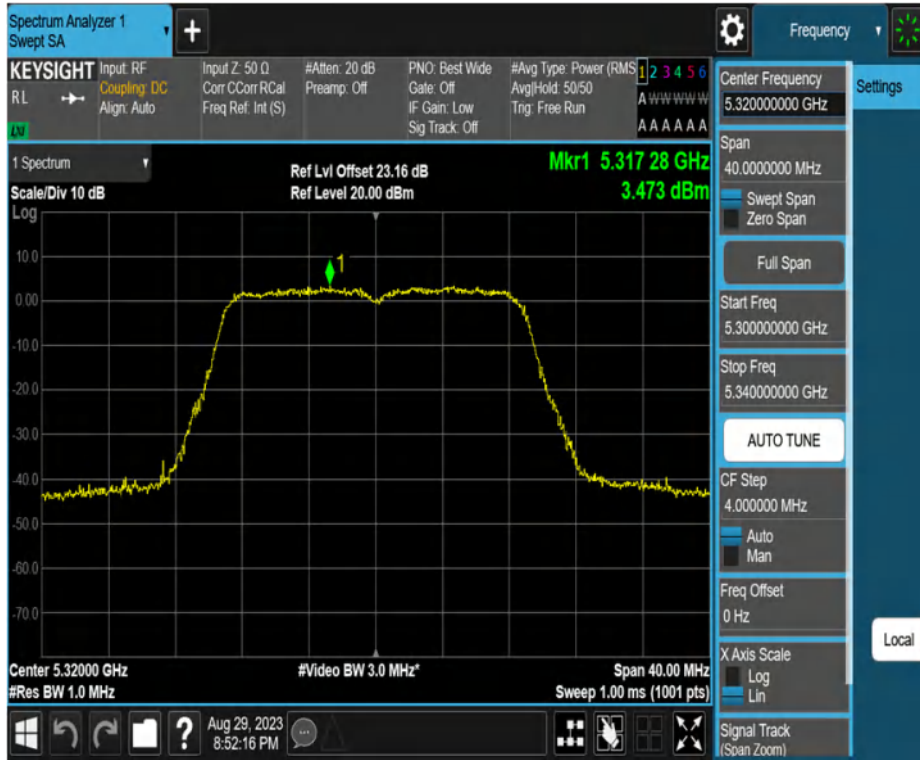 Spectrum Analyzer 1
Swept SA
+
Frequency
KEYSIGHT
RL
LXI
Input: RF
Coupling: DC
Align: Auto
Input Z: 50 Ω
Corr CCorr RCal
Freq Ref: Int (S)
#Atten: 20 dB
Preamp: Off
PNO: Best Wide
Gate: Off
IF Gain: Low
Sig Track: Off
#Avg Type: Power (RMS
Avg|Hold: 50/50
Trig: Free Run
1 2 3 4 5 6
A W W W W W
A A A A A A
1 Spectrum
Scale/Div 10 dB
Log
Ref Lvl Offset 23.16 dB
Ref Level 20.00 dBm
Mkr1 5.317 28 GHz
3.473 dBm
1
10.0
0.00
-10.0
-20.0
-30.0
-40.0
-50.0
-60.0
-70.0
Center 5.32000 GHz
#Res BW 1.0 MHz
#Video BW 3.0 MHz*
Span 40.00 MHz
Sweep 1.00 ms (1001 pts)
?
Aug 29, 2023
8:52:16 PM
Center Frequency
5.320000000 GHz
Span
40.0000000 MHz
Swept Span
Zero Span
Full Span
Start Freq
5.300000000 GHz
Stop Freq
5.340000000 GHz
AUTO TUNE
CF Step
4.000000 MHz
Auto
Man
Freq Offset
0 Hz
X Axis Scale
Log
Lin
Signal Track
(Span Zoom)
Settings
Local